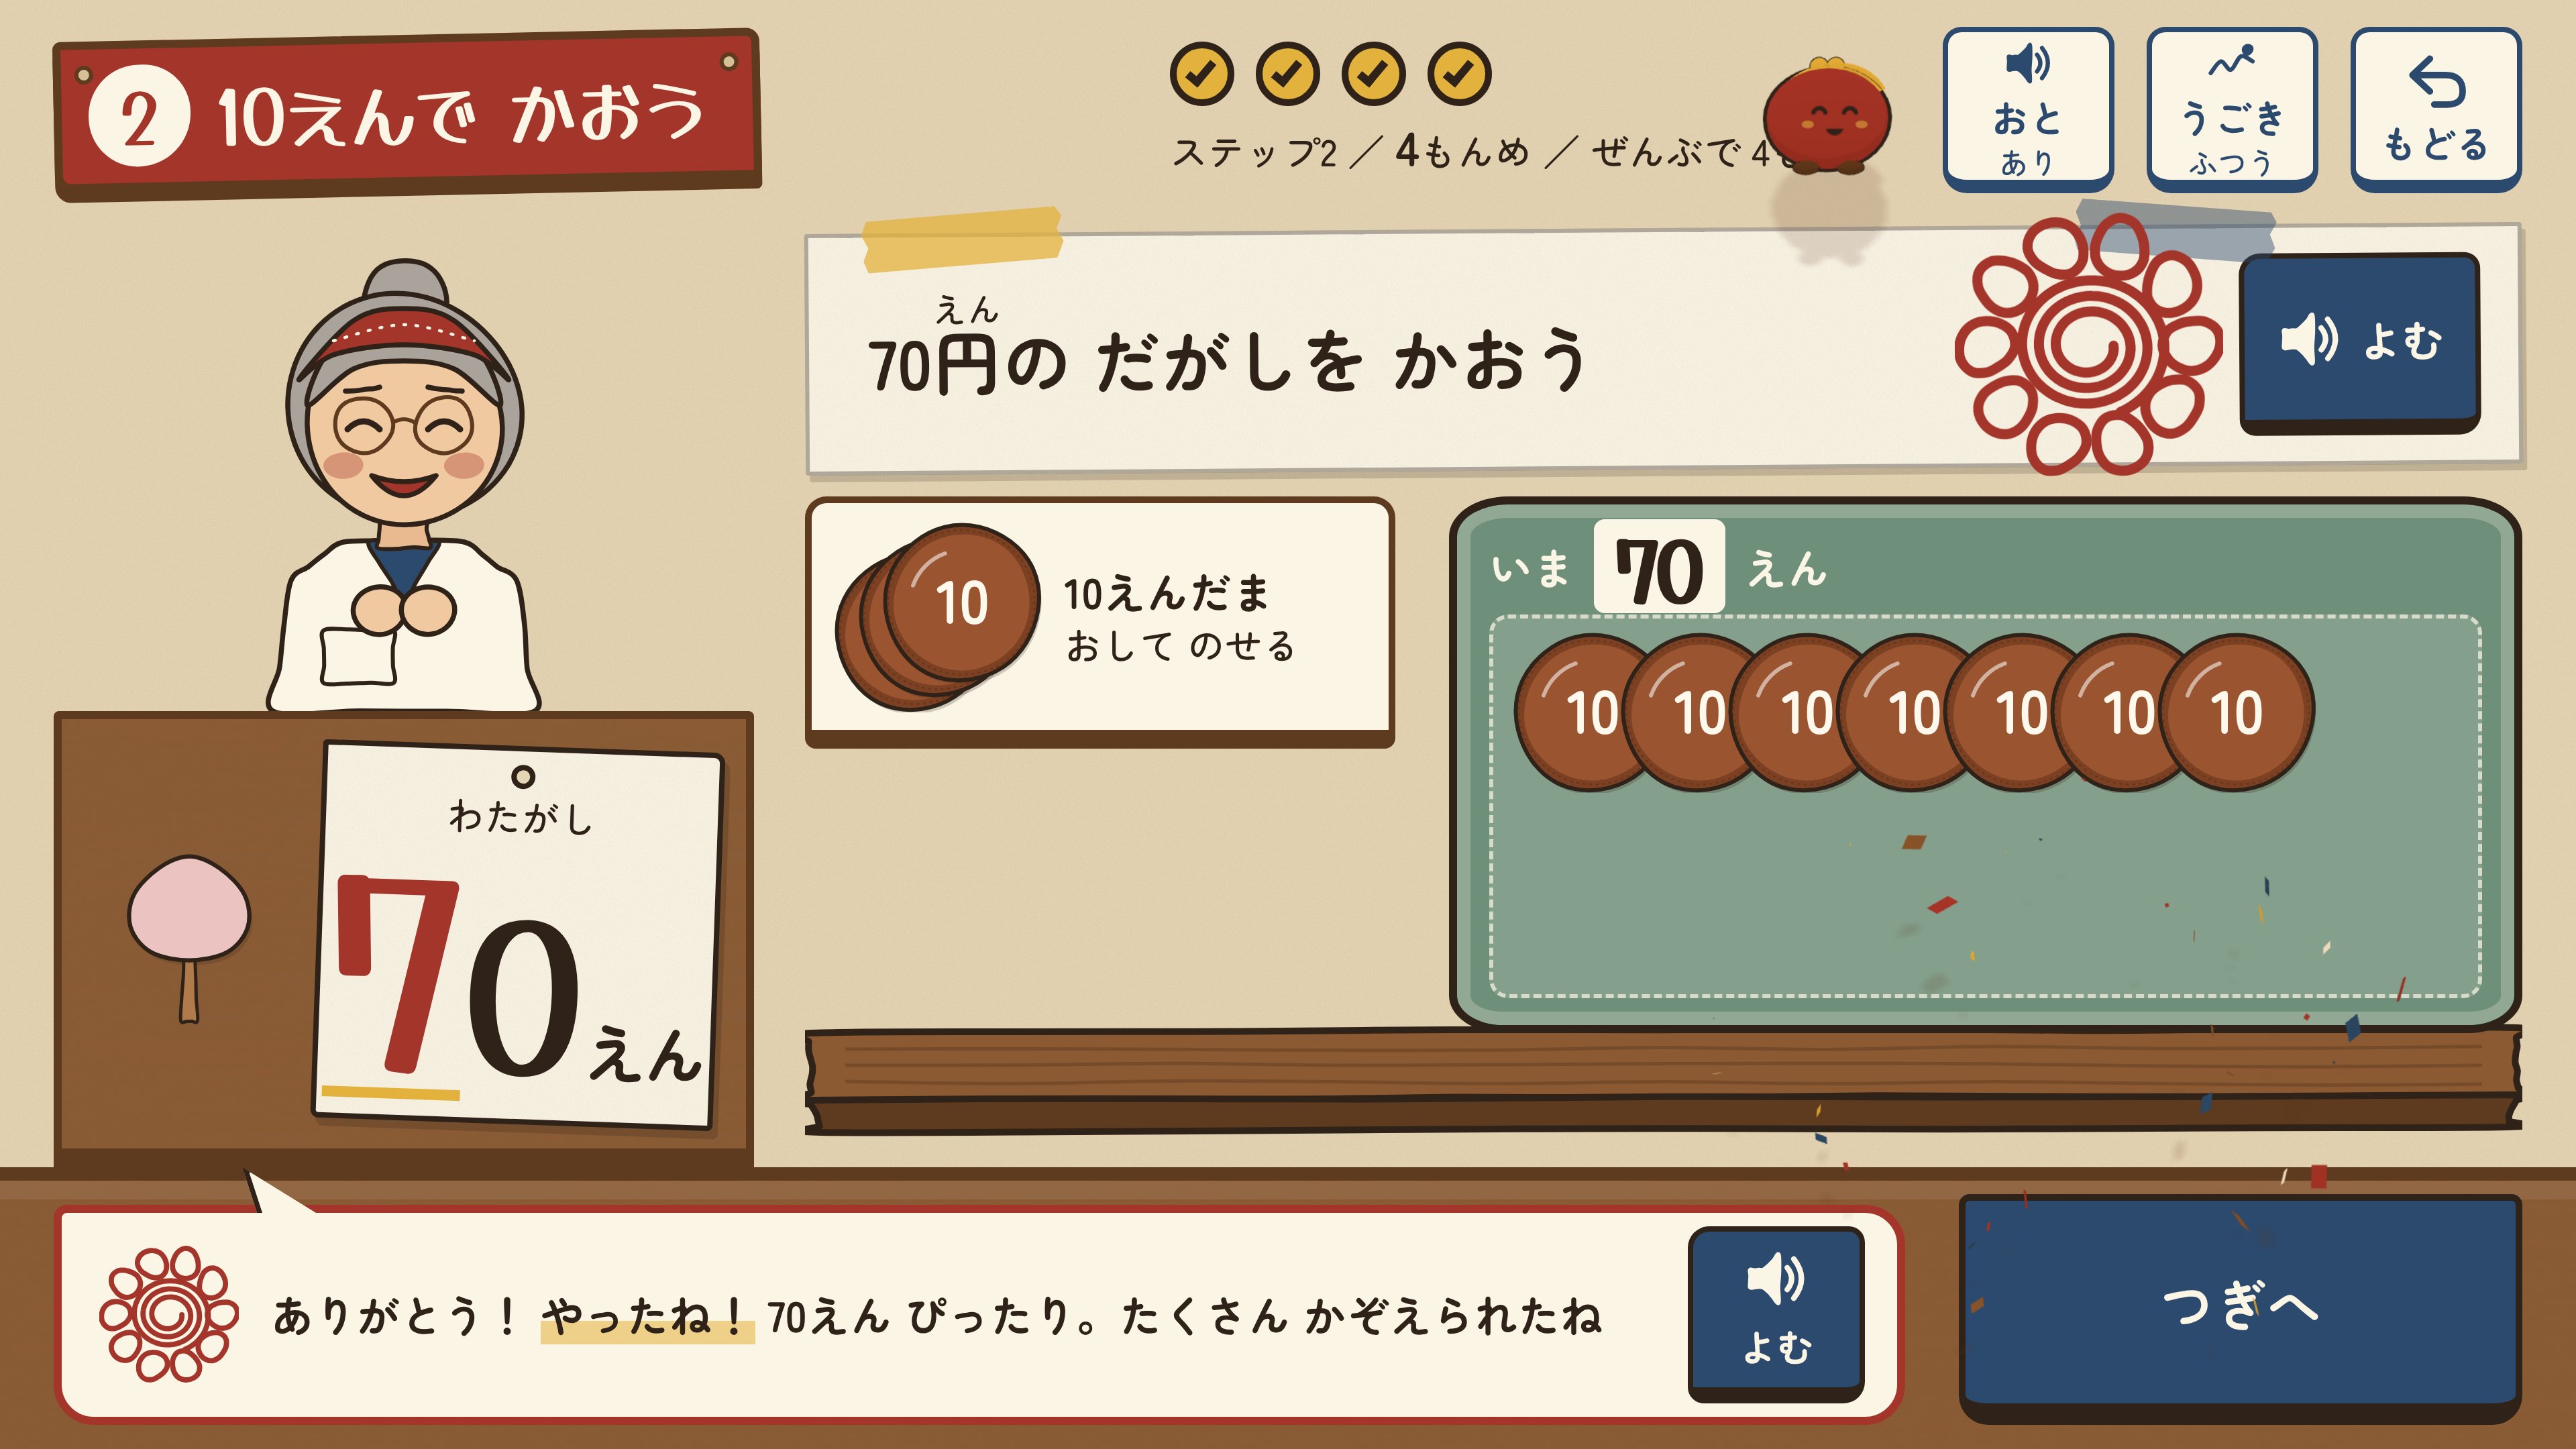 2 10えんで かおう
ステップ2 / 4もんめ / ぜんぶで 4
おと
あり
うごき
ふつう
もどる
えん
70円の だがしを かおう
よむ
10
10えんだま
おして のせる
いま 70 えん
10 10 10 10 10 10 10
わたがし
70えん
ありがとう! やったね! 70えん ぴったり。たくさん かぞえられたね
よむ
つぎへ